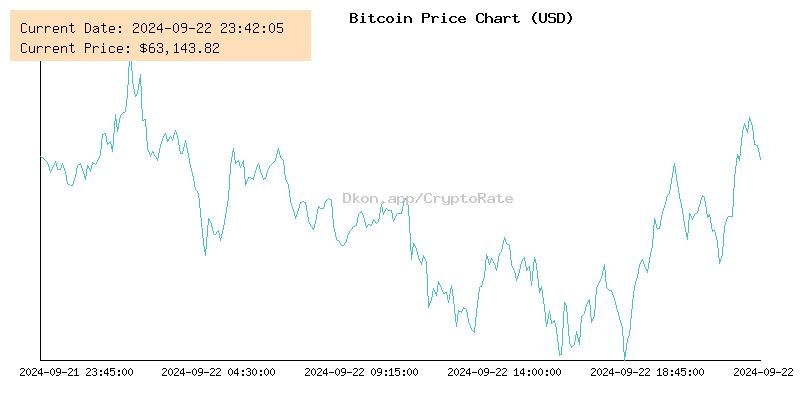 Bitcoin Price Chart (USD)
Current Date: 2024-09-22 23:42:05
Current Price: $63,143.82
Dkon.app/CryptoRate
2024-09-21 23:45:00 2024-09-22 04:30:00 2024-09-22 09:15:00 2024-09-22 14:00:00 2024-09-22 18:45:00 2024-09-22